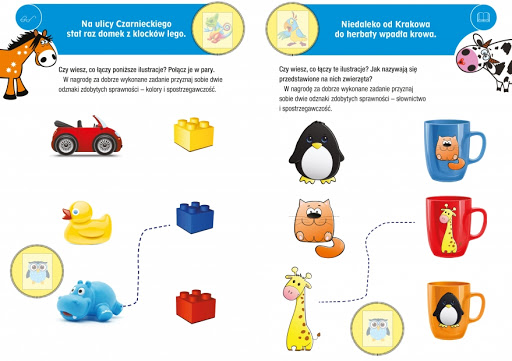 Na ulicy Czarnieckiego
stał raz domek z klocków lego.
Czy wiesz, co łączy poniższe ilustracje? Połącz je w pary.
W nagrodę za dobrze wykonane zadanie przyznaj sobie dwie
odznaki zdobytych sprawności – kolory i spostrzegawczość.
Niedaleko od Krakowa
do herbaty wpadła krowa.
Czy wiesz, co łączy te ilustracje? Jak nazywają się
przedstawione na nich zwierzęta?
W nagrodę za dobrze wykonane zadanie przyznaj
sobie dwie odznaki zdobytych sprawności – słownictwo
i spostrzegawczość.